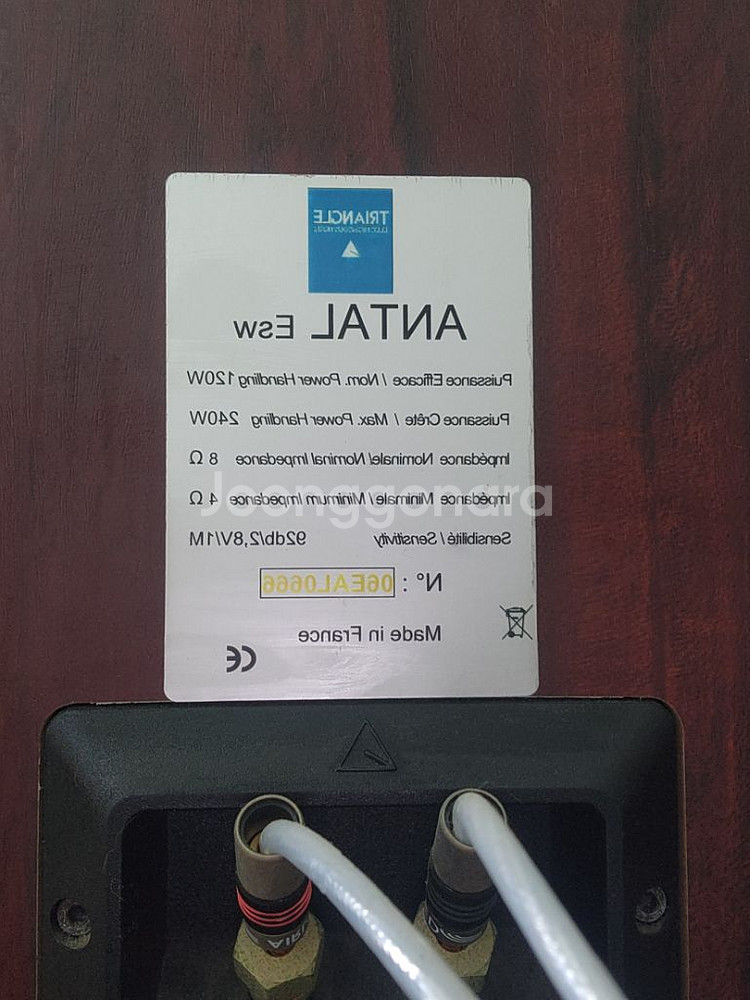 TRIANGLE
ANTAL Esw
Puissance Efficace / Nom. Power Handling 120W
Puissance Crête / Max. Power Handling 240W
Impédance Nominale/ Nominal Impedance 8 Ω
Impédance Minimale / Minimum Impedance 4 Ω
Joonggonara
Sensibilité / Sensitivity 92db/2,8V/1M
N° : 06EAL0666
Made in France
CE